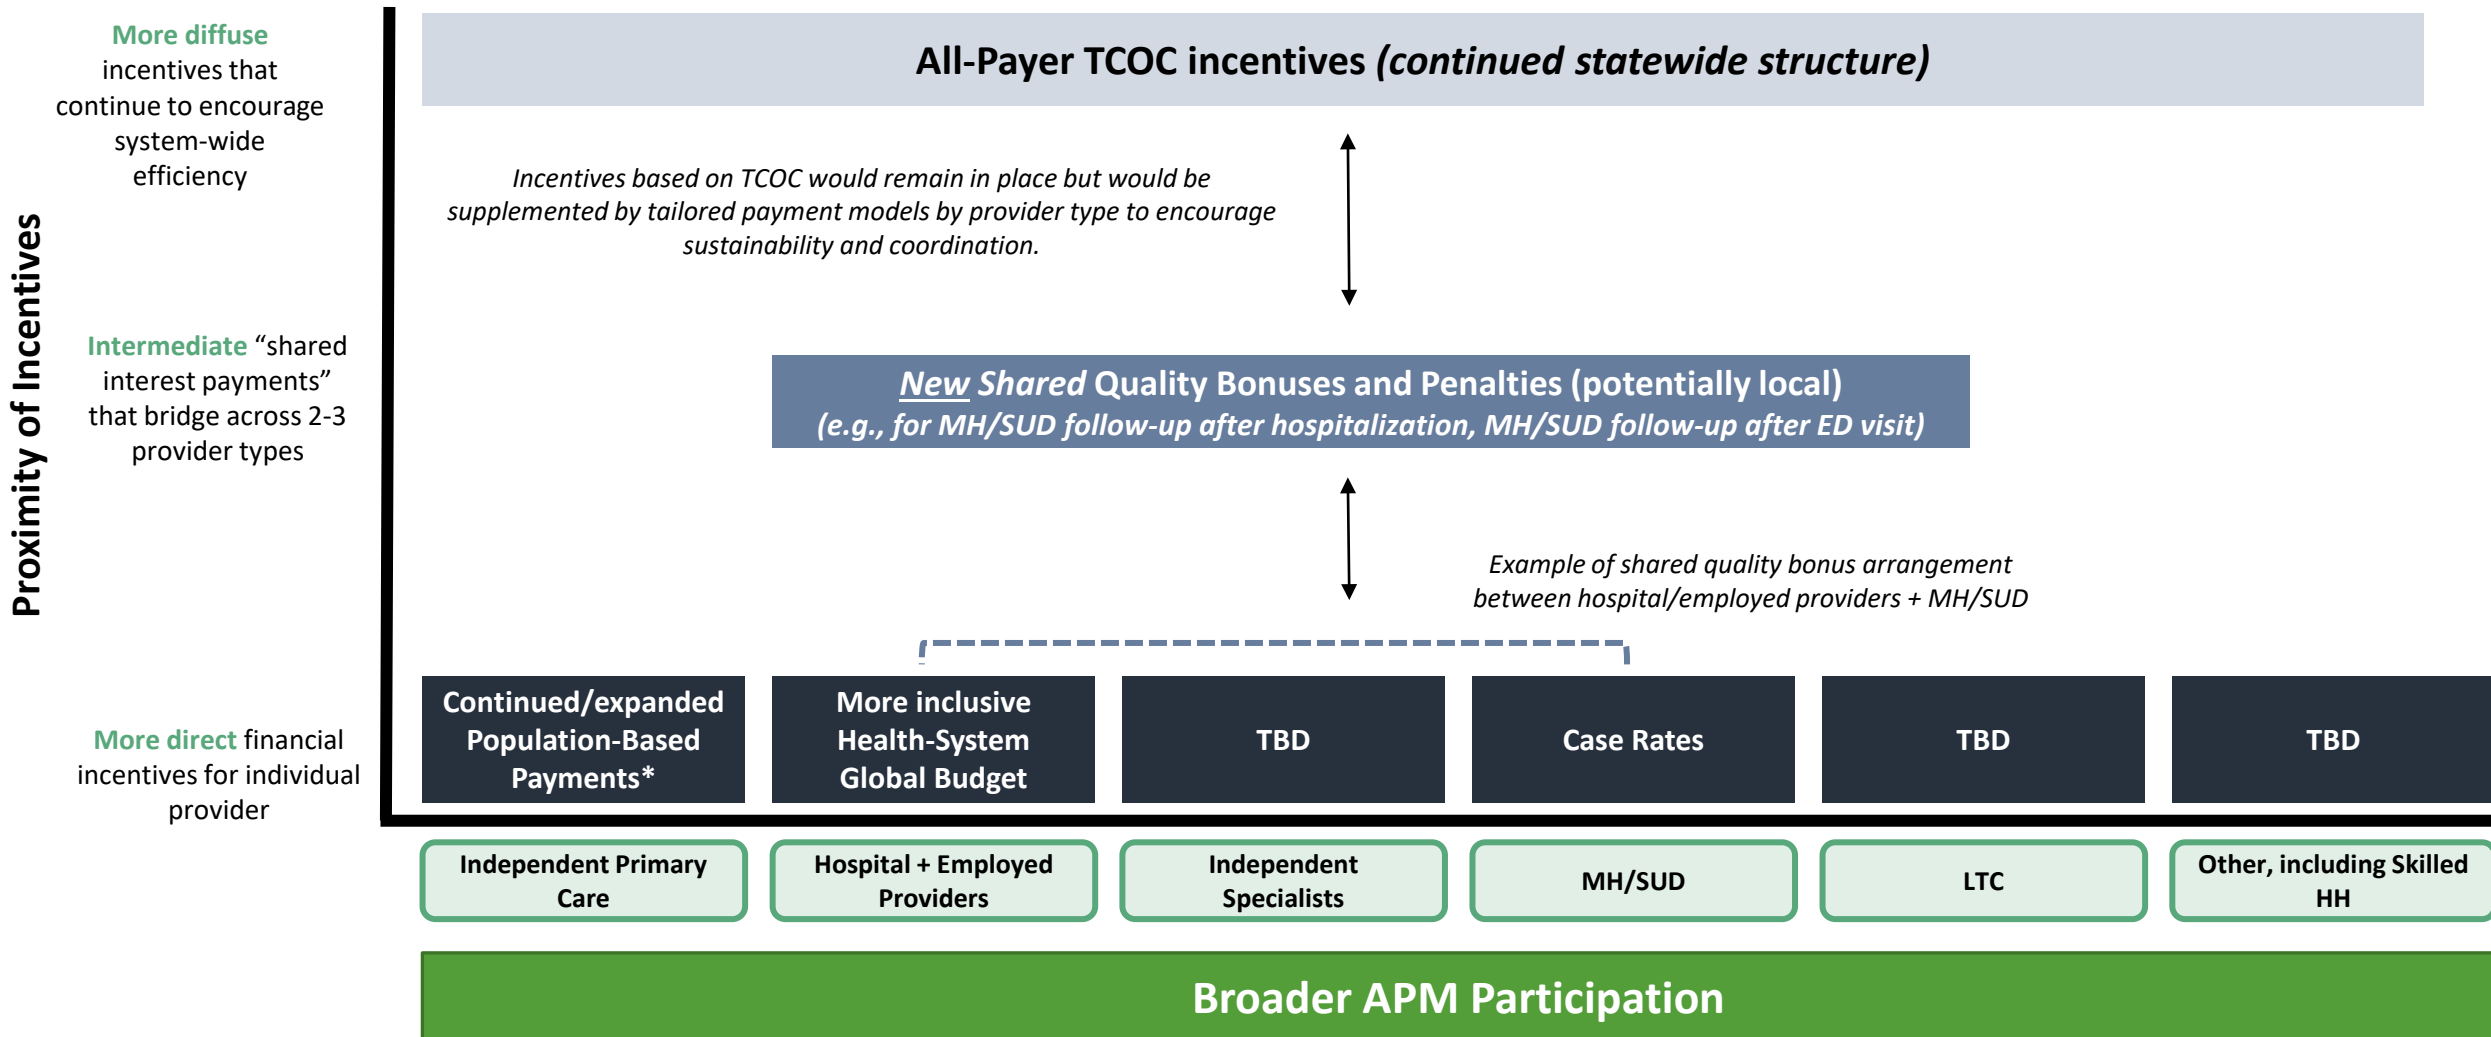 More diffuse
incentives that
continue to encourage
system-wide
efficiency
All-Payer TCOC incentives (continued statewide structure)
Incentives based on TCOC would remain in place but would be
supplemented by tailored payment models by provider type to encourage
sustainability and coordination.
Proximity of Incentives
Intermediate “shared
interest payments”
that bridge across 2-3
provider types
New Shared Quality Bonuses and Penalties (potentially local)
(e.g., for MH/SUD follow-up after hospitalization, MH/SUD follow-up after ED visit)
Example of shared quality bonus arrangement
between hospital/employed providers + MH/SUD
More direct financial
incentives for individual
provider
Continued/expanded
Population-Based
Payments*
More inclusive
Health-System
Global Budget
TBD
Case Rates
TBD
TBD
Independent Primary
Care
Hospital + Employed
Providers
Independent
Specialists
MH/SUD
LTC
Other, including Skilled
HH
Broader APM Participation